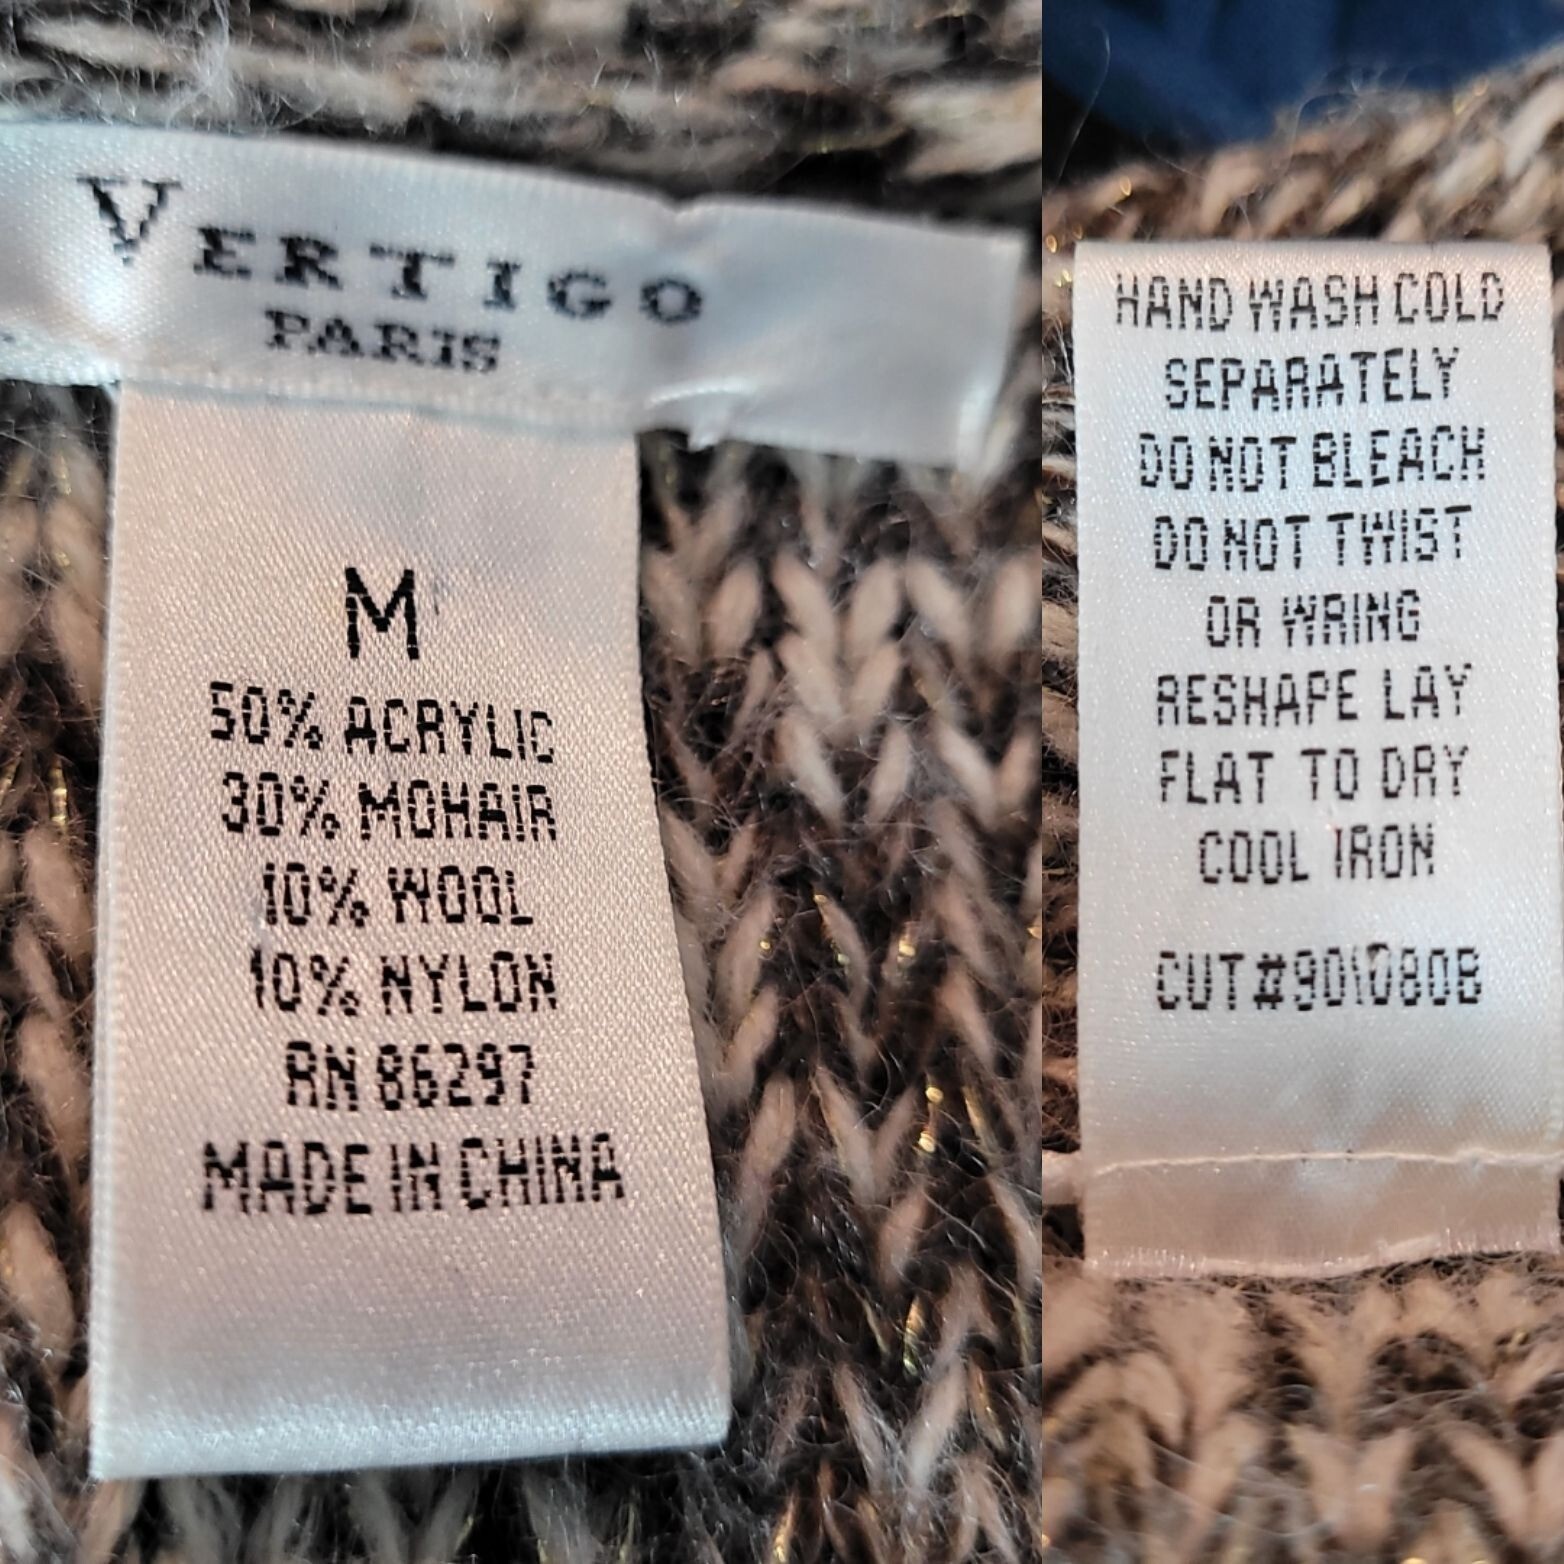 VERTIGO
PARIS
M
50% ACRYLIC
30% MOHAIR
10% WOOL
10% NYLON
RN 86297
MADE IN CHINA
HAND WASH COLD
SEPARATELY
DO NOT BLEACH
DO NOT TWIST
OR WRING
RESHAPE LAY
FLAT TO DRY
COOL IRON
CUT#9010808